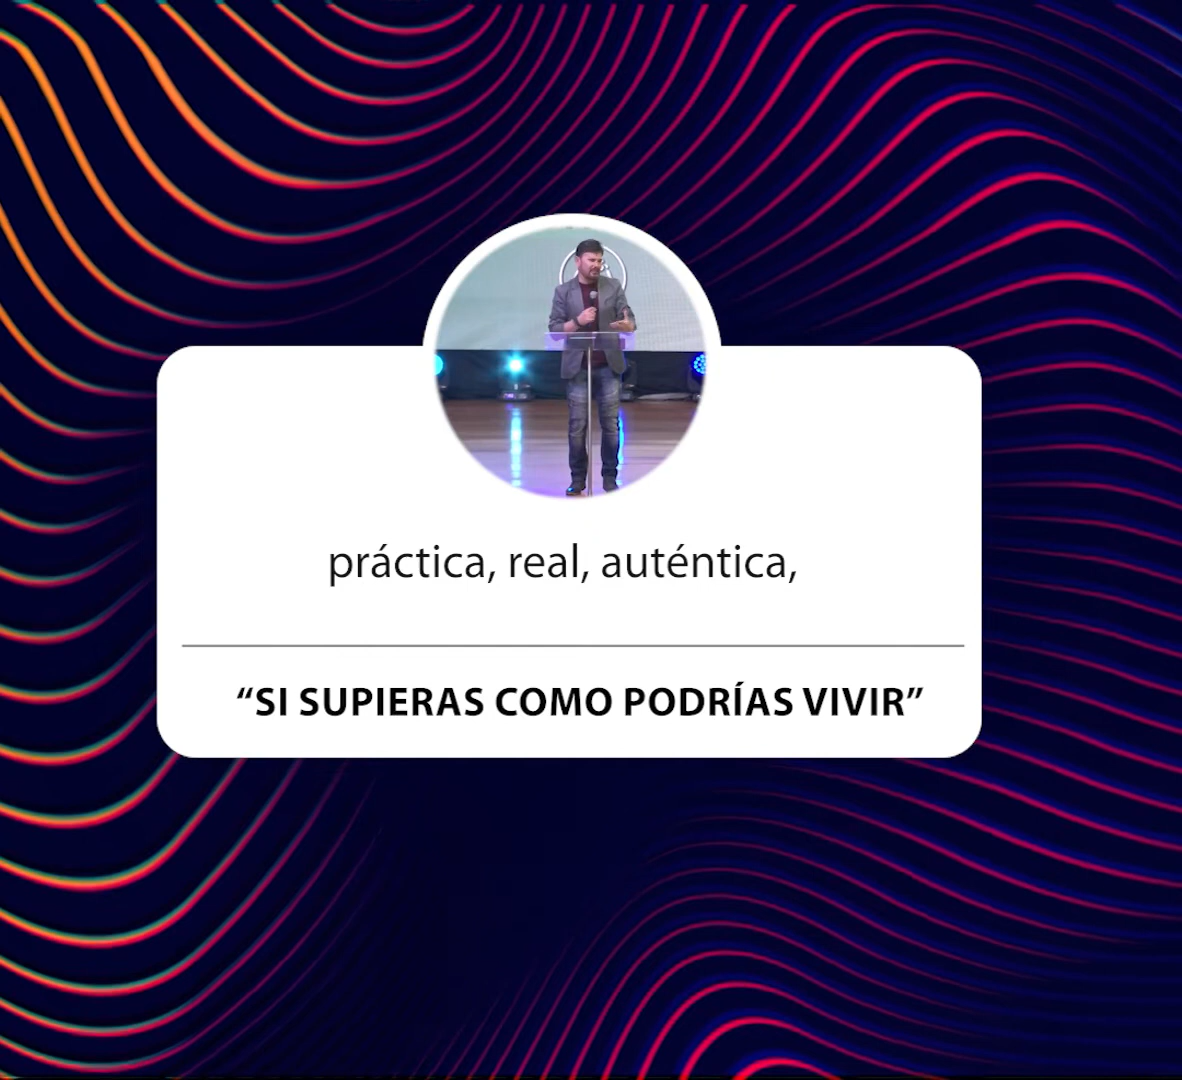 práctica, real, auténtica,
“SI SUPIERAS COMO PODRÍAS VIVIR”